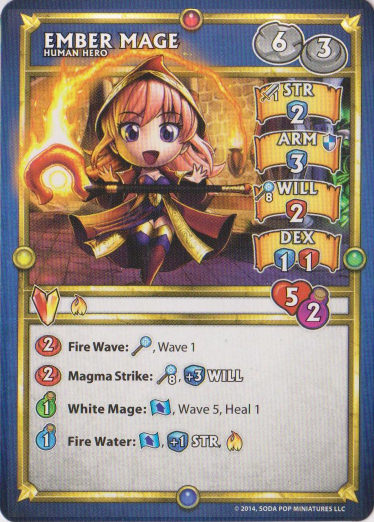 EMBER MAGE
HUMAN HERO
6 3
1 STR
2
ARM
3
8 WILL
2
DEX
1 1
5
2
2 Fire Wave: , Wave 1
2 Magma Strike: 8, +3 WILL
1 White Mage: , Wave 5, Heal 1
1 Fire Water: , +1 STR,
© 2014, SODA POP MINIATURES LLC